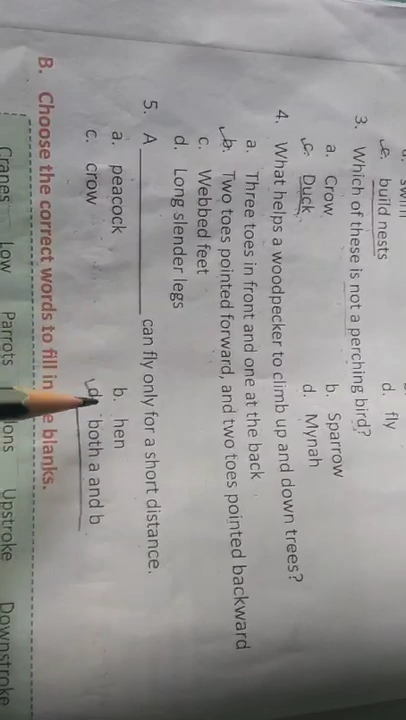 swim
c. build nests d. fly
3. Which of these is not a perching bird?
a. Crow b. Sparrow
c. Duck d. Mynah
4. What helps a woodpecker to climb up and down trees?
a. Three toes in front and one at the back
b. Two toes pointed forward, and two toes pointed backward
c. Webbed feet
d. Long slender legs
5. A ____________ can fly only for a short distance.
a. peacock b. hen
c. crow d. both a and b
B. Choose the correct words to fill in blanks.
Cranes Low Parrots Upstroke Downstroke